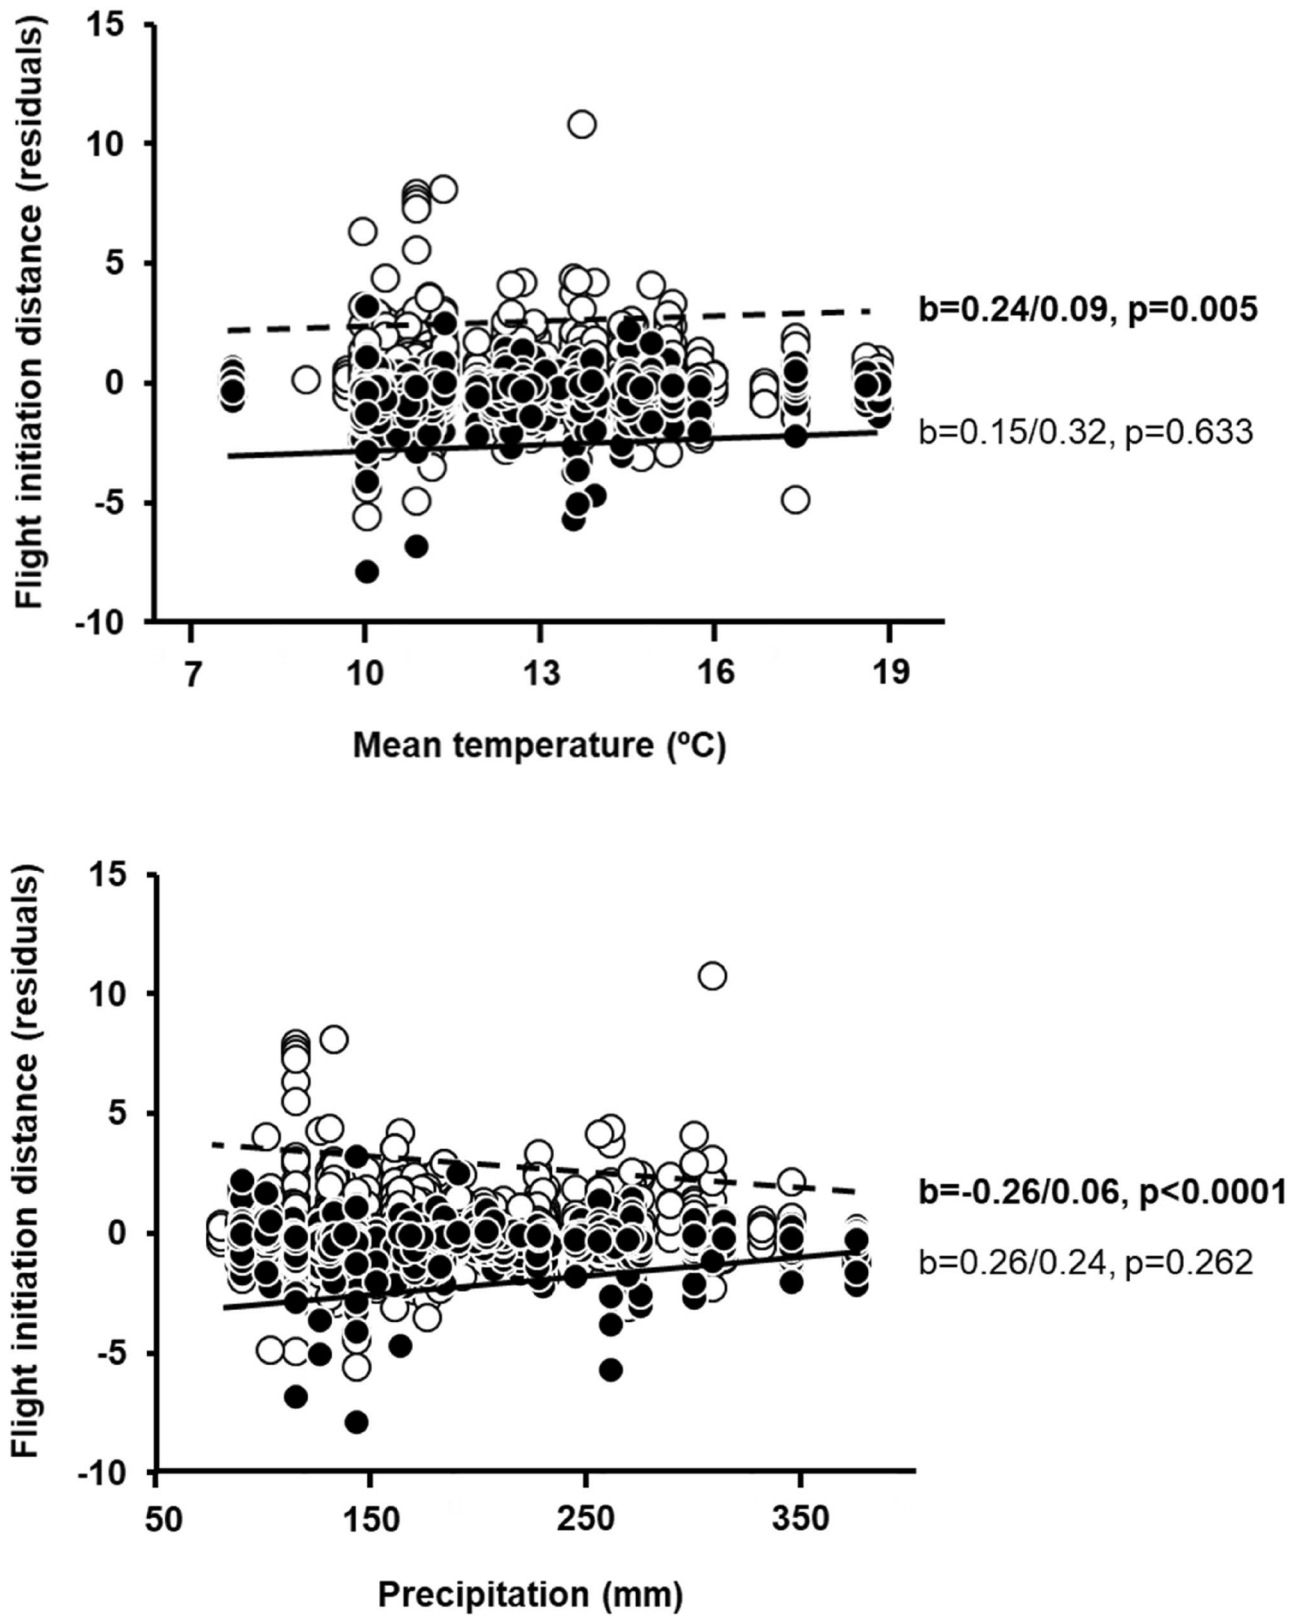 Flight initiation distance (residuals)
15
10
5
0
-5
-10
b=0.24/0.09, p=0.005
b=0.15/0.32, p=0.633
7 10 13 16 19
Mean temperature (ºC)
Flight initiation distance (residuals)
15
10
5
0
-5
-10
b=-0.26/0.06, p<0.0001
b=0.26/0.24, p=0.262
50 150 250 350
Precipitation (mm)